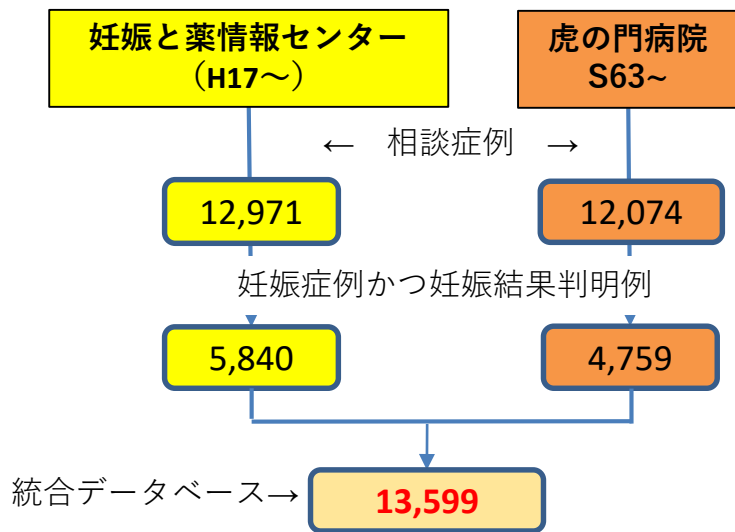 妊娠と薬情報センター
（H17～）
虎の門病院
S63~
← 相談症例 →
12,971
12,074
妊娠症例かつ妊娠結果判明例
5,840
4,759
統合データベース→
13,599